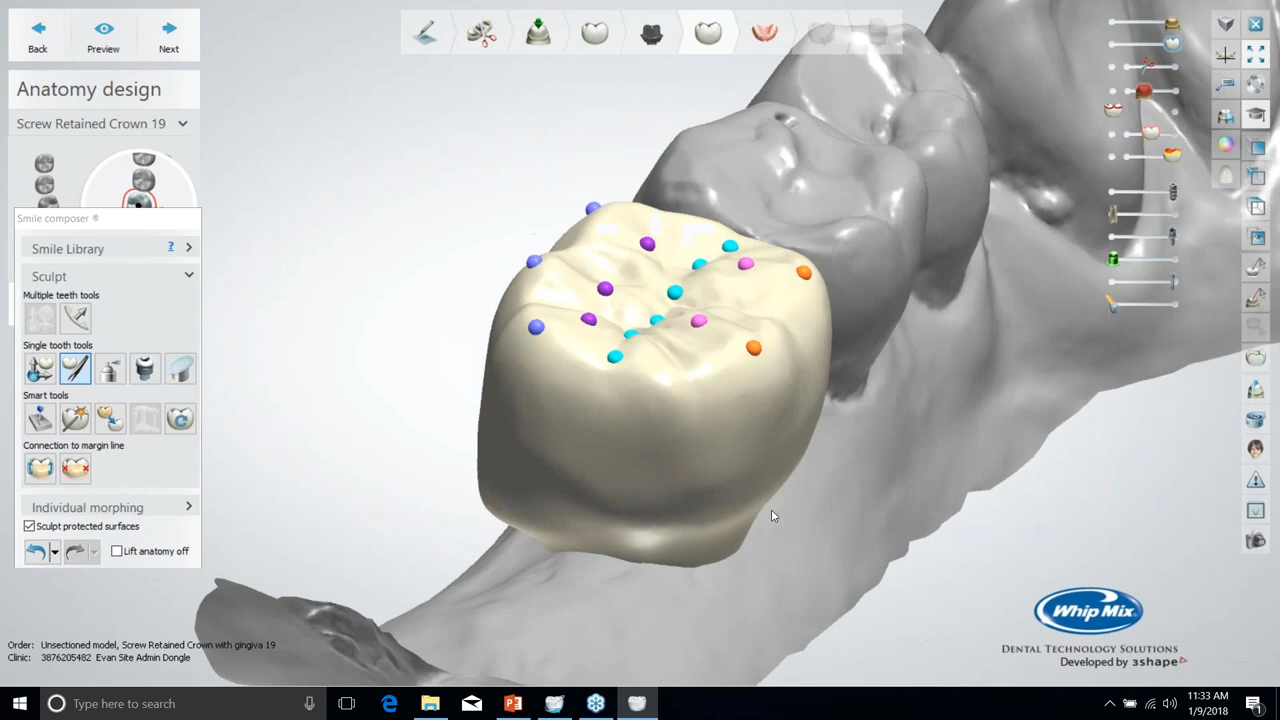 Back
Preview
Next
Anatomy design
Screw Retained Crown 19
Smile composer ®
Smile Library
?
Sculpt
Multiple teeth tools
Single tooth tools
Smart tools
Connection to margin line
Individual morphing
Sculpt protected surfaces
Lift anatomy off
Whip Mix
DENTAL TECHNOLOGY SOLUTIONS
Developed by 3shape
Order: Unsectioned model, Screw Retained Crown with gingiva 19
Clinic: 3876205482 Evan Site Admin Dongle
Type here to search
11:33 AM
1/9/2018
1